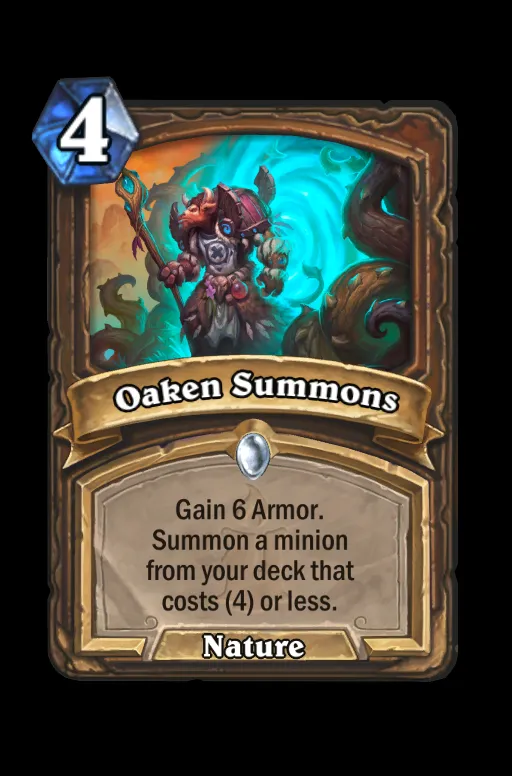 4
Oaken Summons
Gain 6 Armor.
Summon a minion
from your deck that
costs (4) or less.
Nature